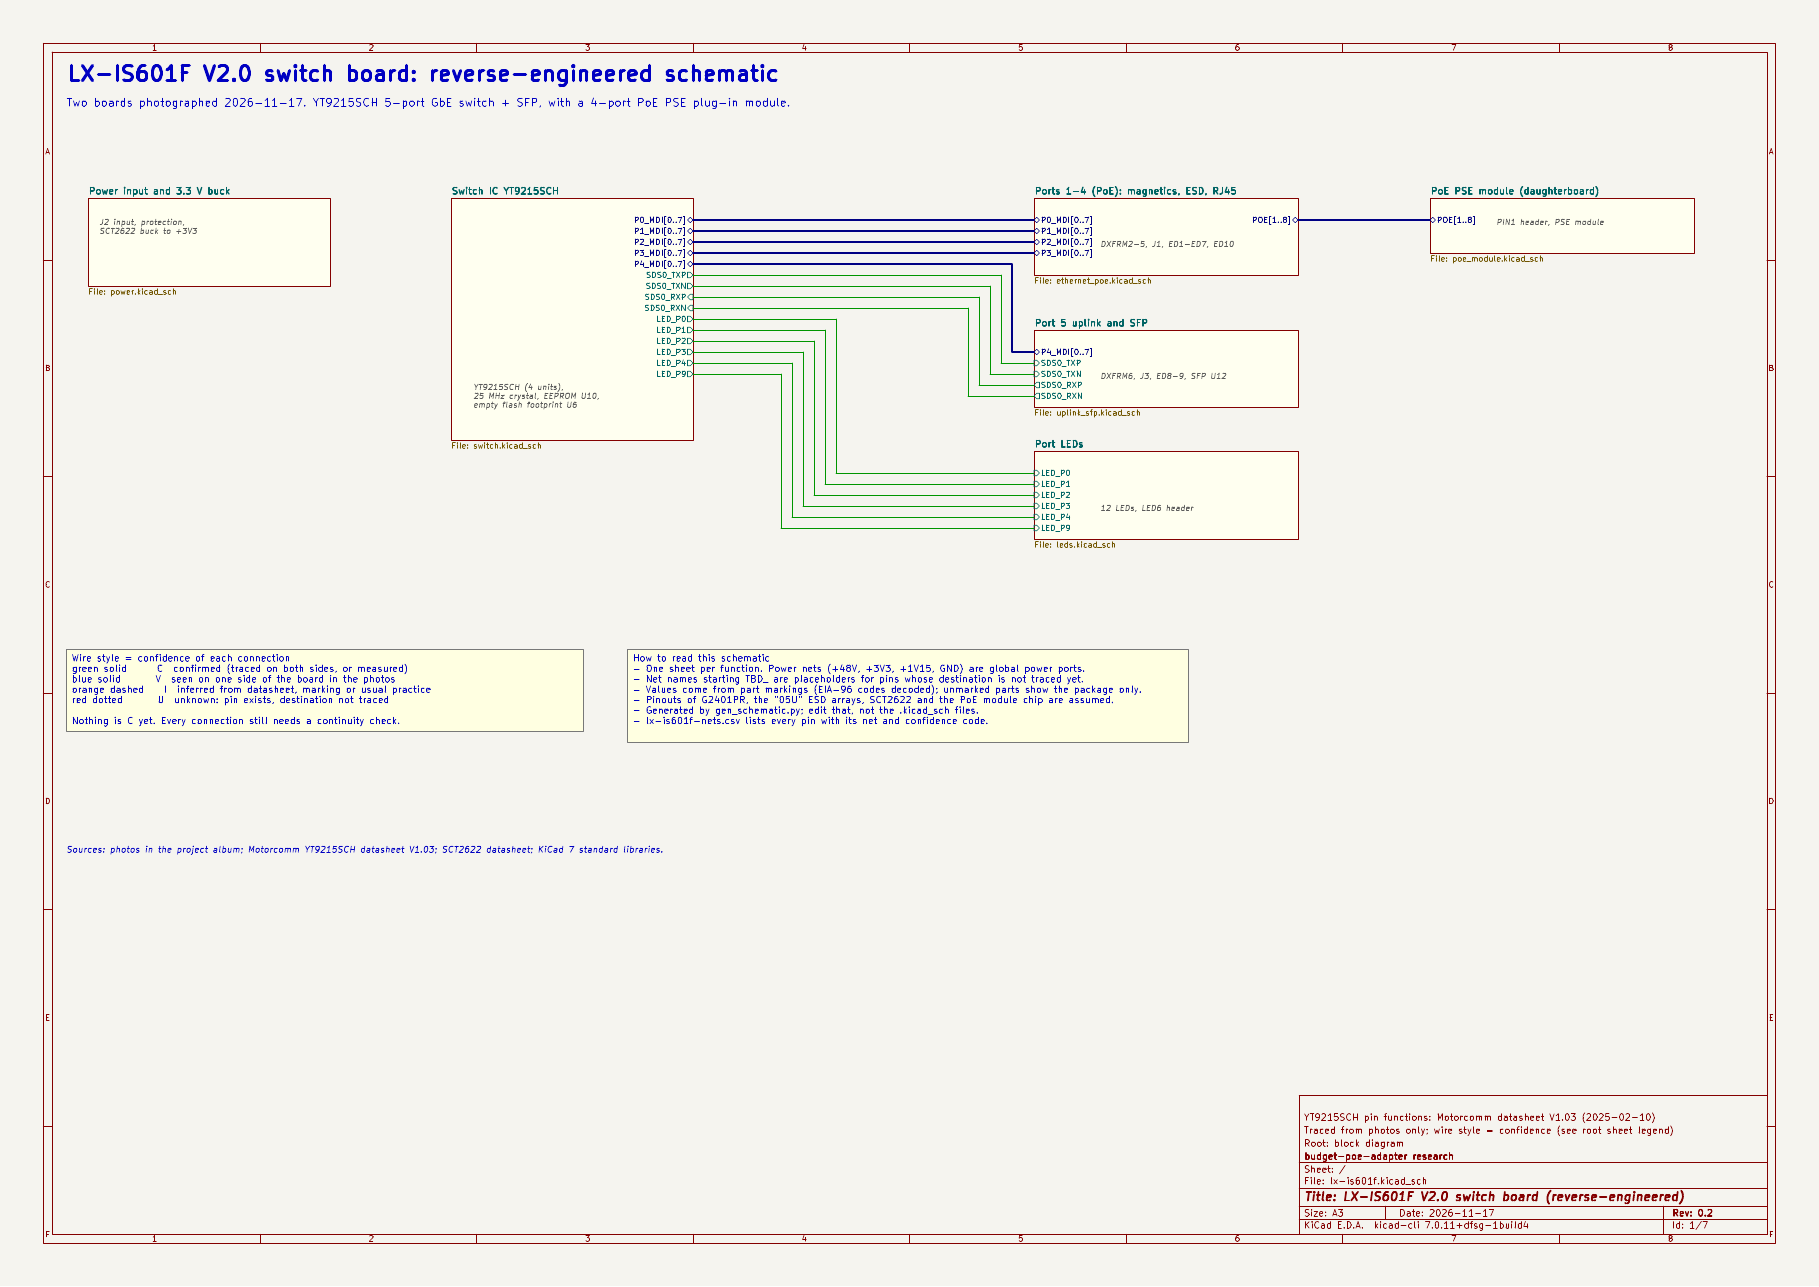 1 2 3 4 5 6 7 8
LX-IS601F V2.0 switch board: reverse-engineered schematic
Two boards photographed 2026-11-17. YT9215SCH 5-port GbE switch + SFP, with a 4-port PoE PSE plug-in module.
A A
Power input and 3.3 V buck
J2 input, protection,
SCT2622 buck to +3V3
File: power.kicad_sch
Switch IC YT9215SCH
P0_MDI[0..7]
P1_MDI[0..7]
P2_MDI[0..7]
P3_MDI[0..7]
P4_MDI[0..7]
SDS0_TXP
SDS0_TXN
SDS0_RXP
SDS0_RXN
LED_P0
LED_P1
LED_P2
LED_P3
LED_P4
LED_P9
YT9215SCH (4 units),
25 MHz crystal, EEPROM U10,
empty flash footprint U6
File: switch.kicad_sch
Ports 1-4 (PoE): magnetics, ESD, RJ45
P0_MDI[0..7]
P1_MDI[0..7]
P2_MDI[0..7]
P3_MDI[0..7]
POE[1..8]
DXFRM2-5, J1, ED1-ED7, ED10
File: ethernet_poe.kicad_sch
PoE PSE module (daughterboard)
POE[1..8]
PIN1 header, PSE module
File: poe_module.kicad_sch
Port 5 uplink and SFP
P4_MDI[0..7]
SDS0_TXP
SDS0_TXN
SDS0_RXP
SDS0_RXN
DXFRM6, J3, ED8-9, SFP U12
File: uplink_sfp.kicad_sch
B B
Port LEDs
LED_P0
LED_P1
LED_P2
LED_P3
LED_P4
LED_P9
12 LEDs, LED6 header
File: leds.kicad_sch
C C
Wire style = confidence of each connection
green solid C confirmed (traced on both sides, or measured)
blue solid V seen on one side of the board in the photos
orange dashed I inferred from datasheet, marking or usual practice
red dotted U unknown: pin exists, destination not traced
Nothing is C yet. Every connection still needs a continuity check.
How to read this schematic
- One sheet per function. Power nets (+48V, +3V3, +1V15, GND) are global power ports.
- Net names starting TBD_ are placeholders for pins whose destination is not traced yet.
- Values come from part markings (EIA-96 codes decoded); unmarked parts show the package only.
- Pinouts of G2401PR, the "05U" ESD arrays, SCT2622 and the PoE module chip are assumed.
- Generated by gen_schematic.py; edit that, not the .kicad_sch files.
- lx-is601f-nets.csv lists every pin with its net and confidence code.
D D
Sources: photos in the project album; Motorcomm YT9215SCH datasheet V1.03; SCT2622 datasheet; KiCad 7 standard libraries.
E E
YT9215SCH pin functions: Motorcomm datasheet V1.03 (2025-02-10)
Traced from photos only; wire style = confidence (see root sheet legend)
Root: block diagram
budget-poe-adapter research
Sheet: /
File: lx-is601f.kicad_sch
Title: LX-IS601F V2.0 switch board (reverse-engineered)
Size: A3 Date: 2026-11-17 Rev: 0.2
KiCad E.D.A. kicad-cli 7.0.11+dfsg-1build4 Id: 1/7
F F
1 2 3 4 5 6 7 8